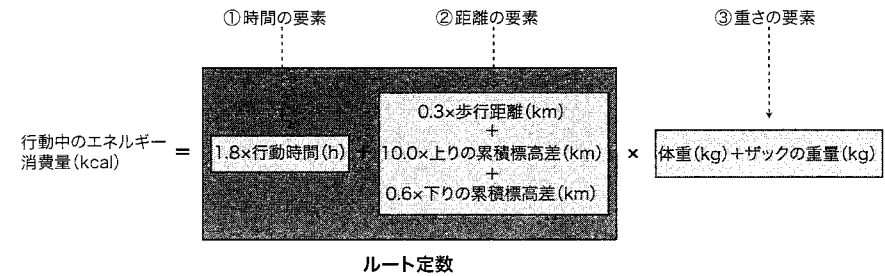 ①時間の要素
②距離の要素
③重さの要素
行動中のエネルギー
消費量(kcal)
=
1.8×行動時間(h)
+
0.3×歩行距離(km)
+
10.0×上りの累積標高差(km)
+
0.6×下りの累積標高差(km)
×
体重(kg)+ザックの重量(kg)
ルート定数